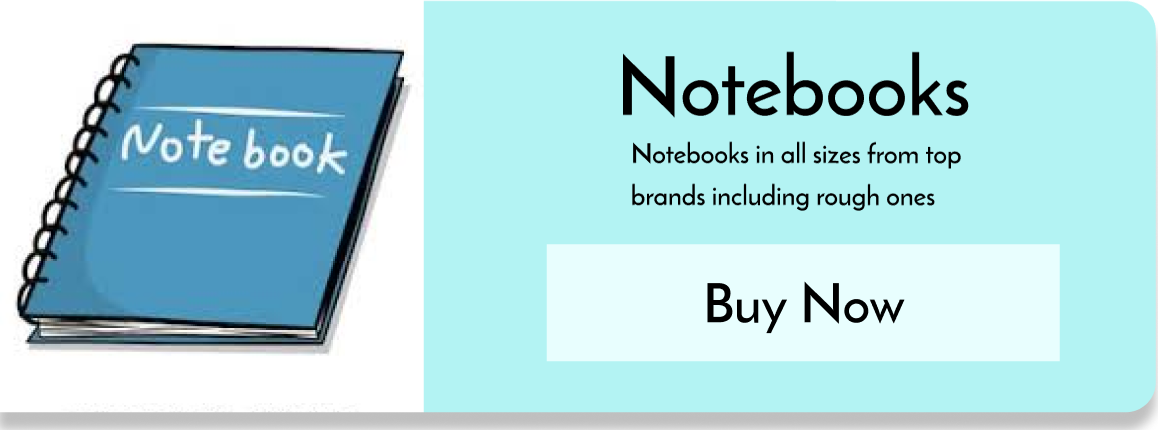 Note book
Notebooks
Notebooks in all sizes from top
brands including rough ones
Buy Now